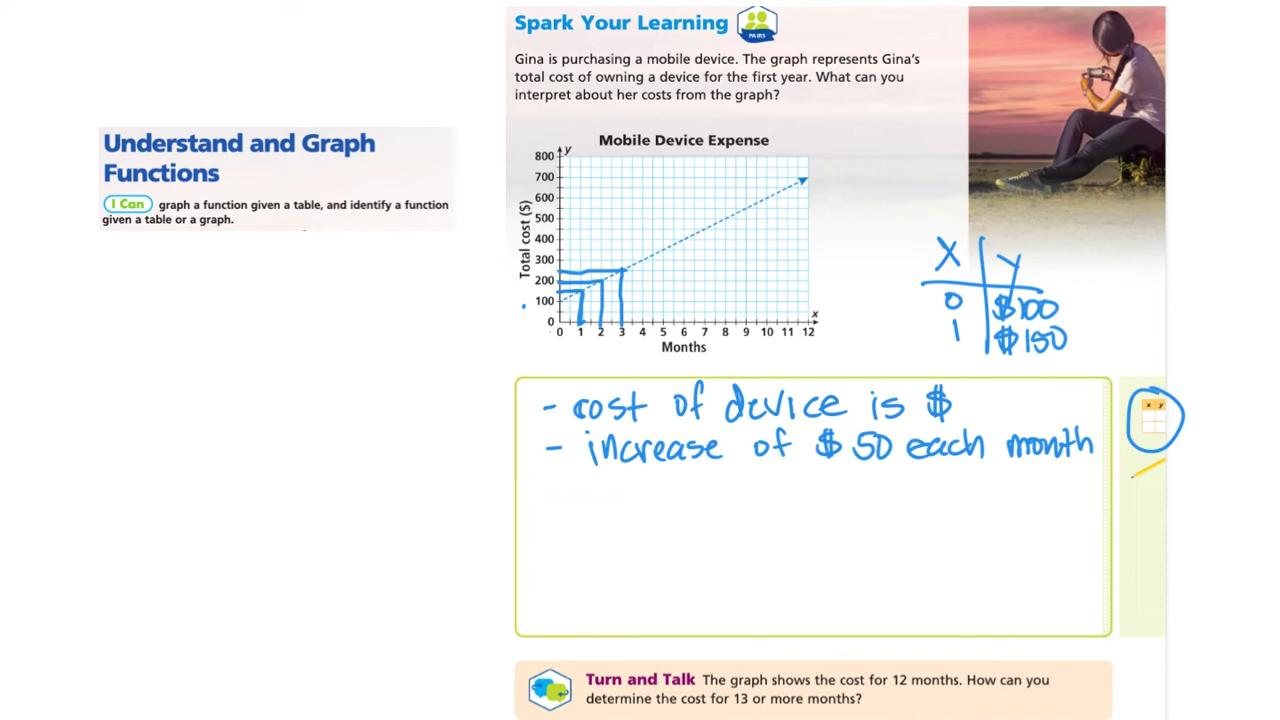 Understand and Graph
Functions
I Can graph a function given a table, and identify a function
given a table or a graph.
Spark Your Learning
PAIRS
Gina is purchasing a mobile device. The graph represents Gina's
total cost of owning a device for the first year. What can you
interpret about her costs from the graph?
Mobile Device Expense
y
800
700
600
500
400
300
200
100
0
Total cost ($)
0 1 2 3 4 5 6 7 8 9 10 11 12
x
Months
X Y
0 $100
1 $150
- cost of device is $
- increase of $50 each month
x y
Turn and Talk The graph shows the cost for 12 months. How can you
determine the cost for 13 or more months?